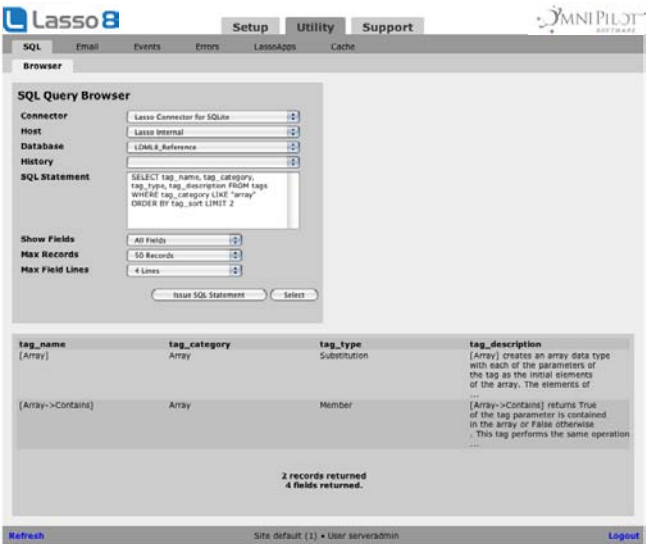 Lasso 8
Setup Utility Support
OMNIPILOT
SOFTWARE
SQL Email Events Errors LassoApps Cache
Browser
SQL Query Browser
Connector Lasso Connector for SQLite
Host Lasso Internal
Database LDML8_Reference
History
SQL Statement SELECT tag_name, tag_category,
tag_type, tag_description FROM tags
WHERE tag_category LIKE "array"
ORDER BY tag_sort LIMIT 2
Show Fields All Fields
Max Records 50 Records
Max Field Lines 4 Lines
Issue SQL Statement Select
tag_name tag_category tag_type tag_description
[Array] Array Substitution [Array] creates an array data type
with each of the parameters of
the tag as the initial elements
of the array. The elements of
...
[Array->Contains] Array Member [Array->Contains] returns True
of the tag parameter is contained
in the array or False otherwise
. This tag performs the same operation
...
2 records returned
4 fields returned.
Refresh Site default (1) • User serveradmin Logout